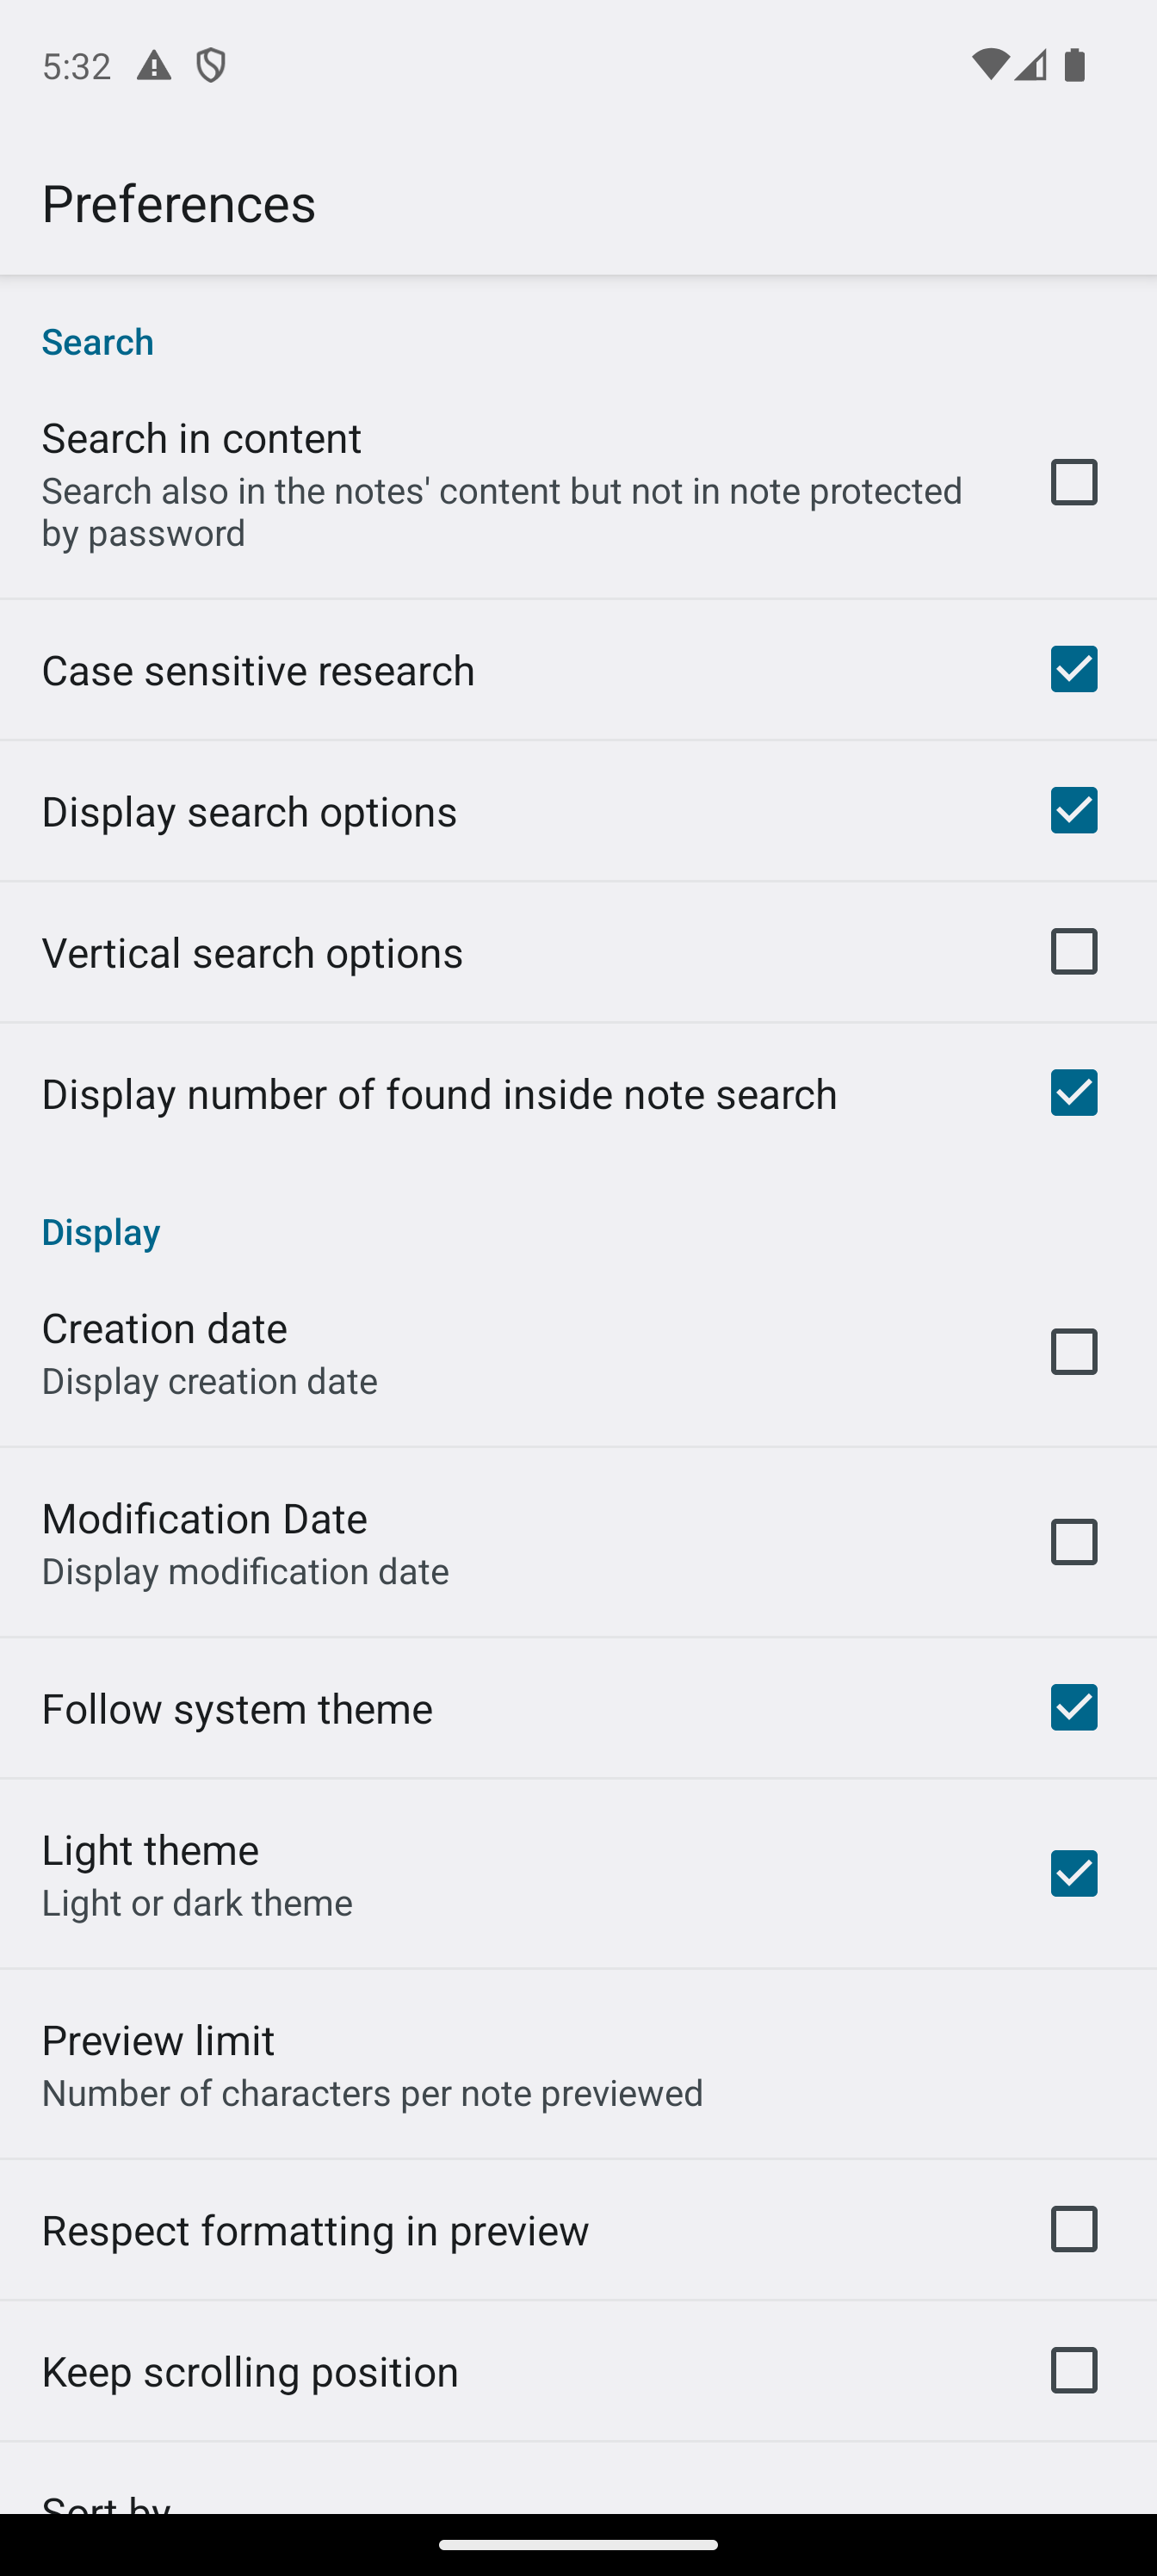 5:32
Preferences
Search
Search in content
Search also in the notes' content but not in note protected
by password
Case sensitive research
Display search options
Vertical search options
Display number of found inside note search
Display
Creation date
Display creation date
Modification Date
Display modification date
Follow system theme
Light theme
Light or dark theme
Preview limit
Number of characters per note previewed
Respect formatting in preview
Keep scrolling position
Sort by